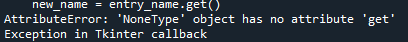 new_name = entry_name.get()
AttributeError: 'NoneType' object has no attribute 'get'
Exception in Tkinter callback